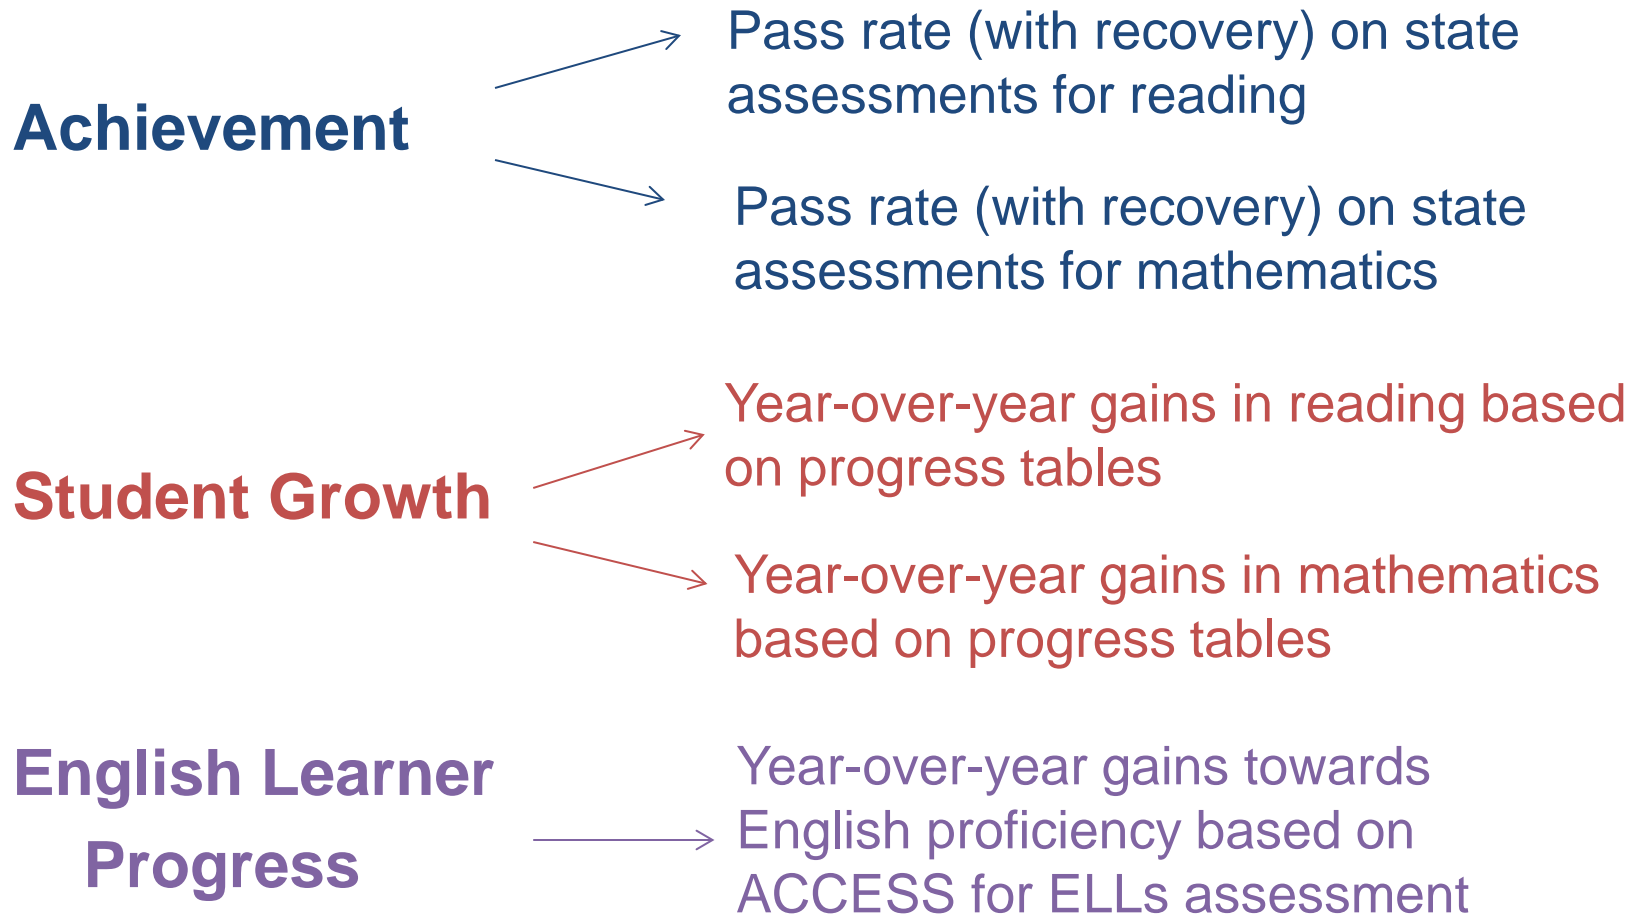 Achievement
Pass rate (with recovery) on state
assessments for reading
Pass rate (with recovery) on state
assessments for mathematics
Student Growth
Year-over-year gains in reading based
on progress tables
Year-over-year gains in mathematics
based on progress tables
English Learner
Progress
Year-over-year gains towards
English proficiency based on
ACCESS for ELLs assessment